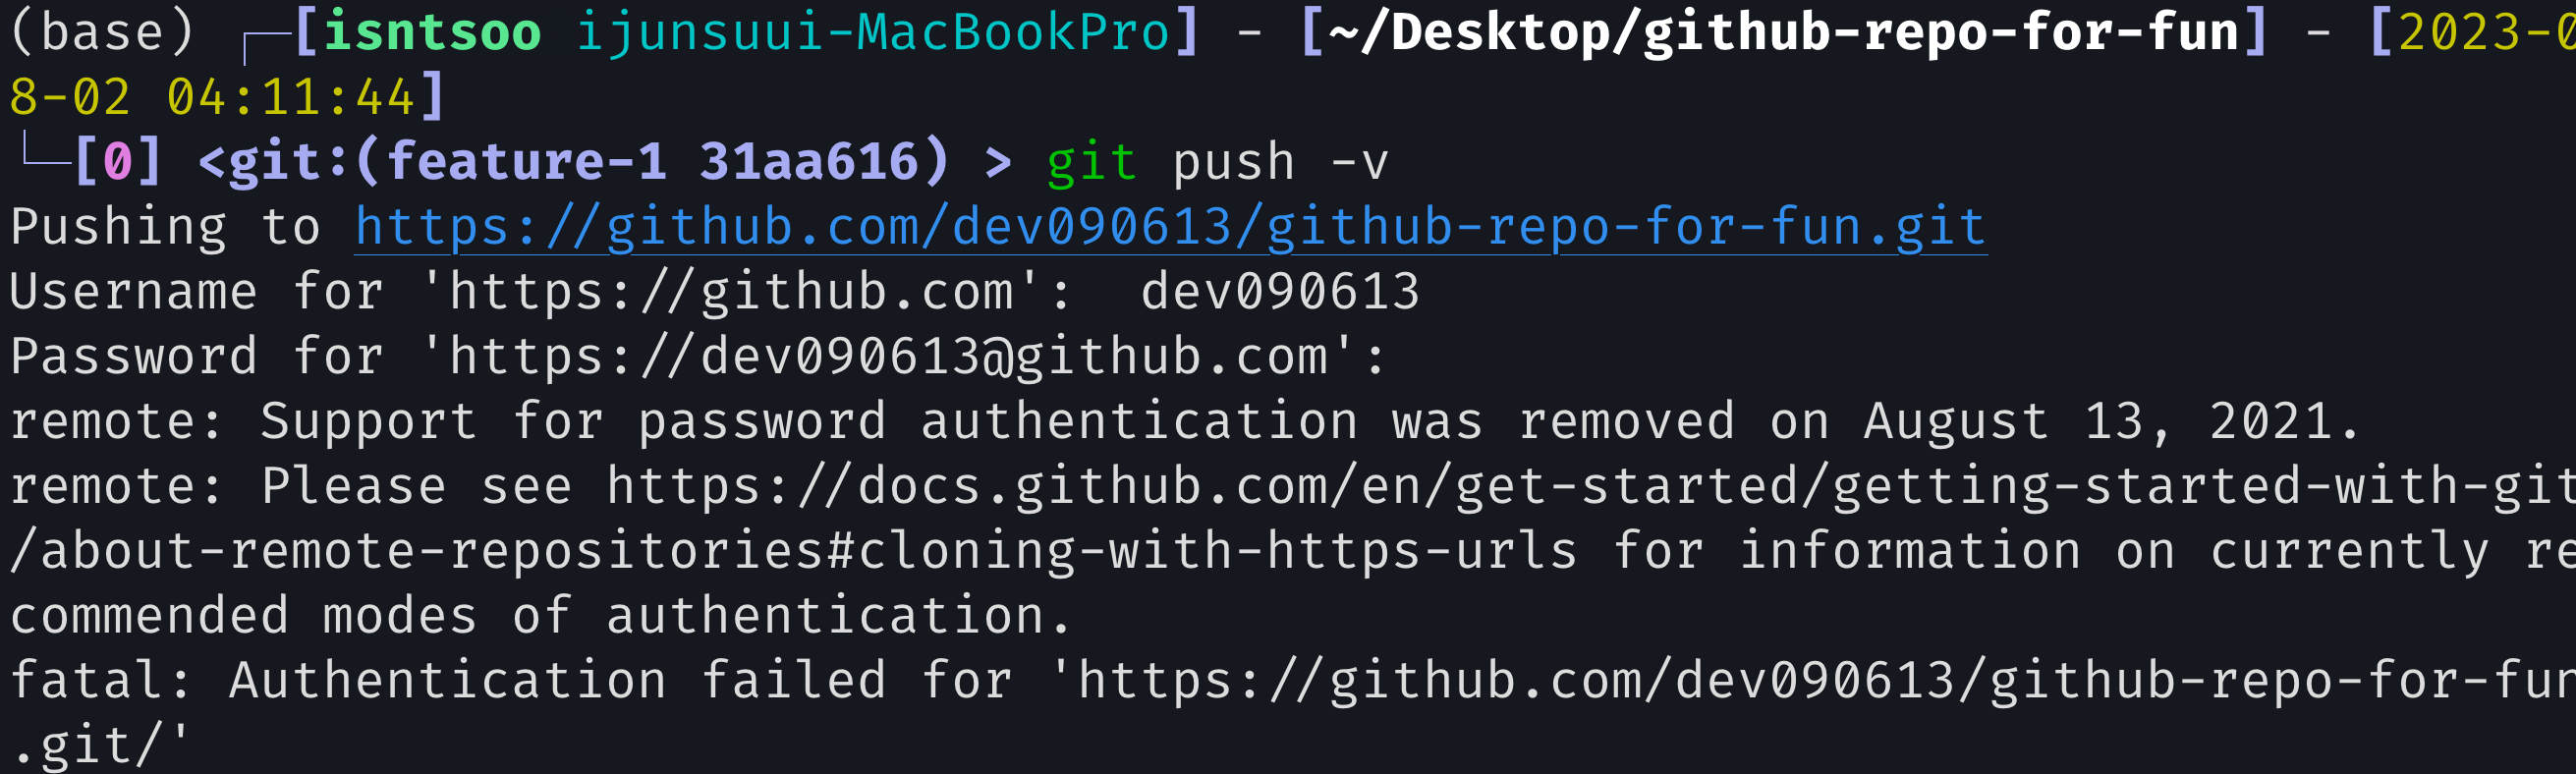 (base) ┌─[isntsoo ijunsuui-MacBookPro] - [~/Desktop/github-repo-for-fun] - [2023-0
8-02 04:11:44]
└─[0] <git:(feature-1 31aa616) > git push -v
Pushing to https://github.com/dev090613/github-repo-for-fun.git
Username for 'https://github.com':  dev090613
Password for 'https://dev090613@github.com':
remote: Support for password authentication was removed on August 13, 2021.
remote: Please see https://docs.github.com/en/get-started/getting-started-with-git
/about-remote-repositories#cloning-with-https-urls for information on currently re
commended modes of authentication.
fatal: Authentication failed for 'https://github.com/dev090613/github-repo-for-fun
.git/'